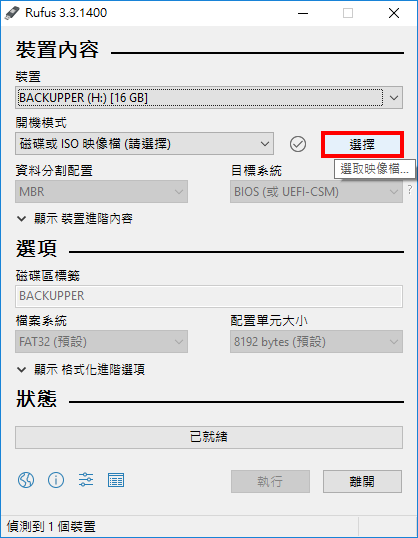 Rufus 3.3.1400
裝置內容
裝置
BACKUPPER (H:) [16 GB]
開機模式
磁碟或 ISO 映像檔 (請選擇)
選擇
選取映像檔...
資料分割配置
目標系統
MBR
BIOS (或 UEFI-CSM)
?
顯示 裝置進階內容
選項
磁碟區標籤
BACKUPPER
檔案系統
配置單元大小
FAT32 (預設)
8192 bytes (預設)
顯示 格式化進階選項
狀態
已就緒
執行
離開
偵測到 1 個裝置